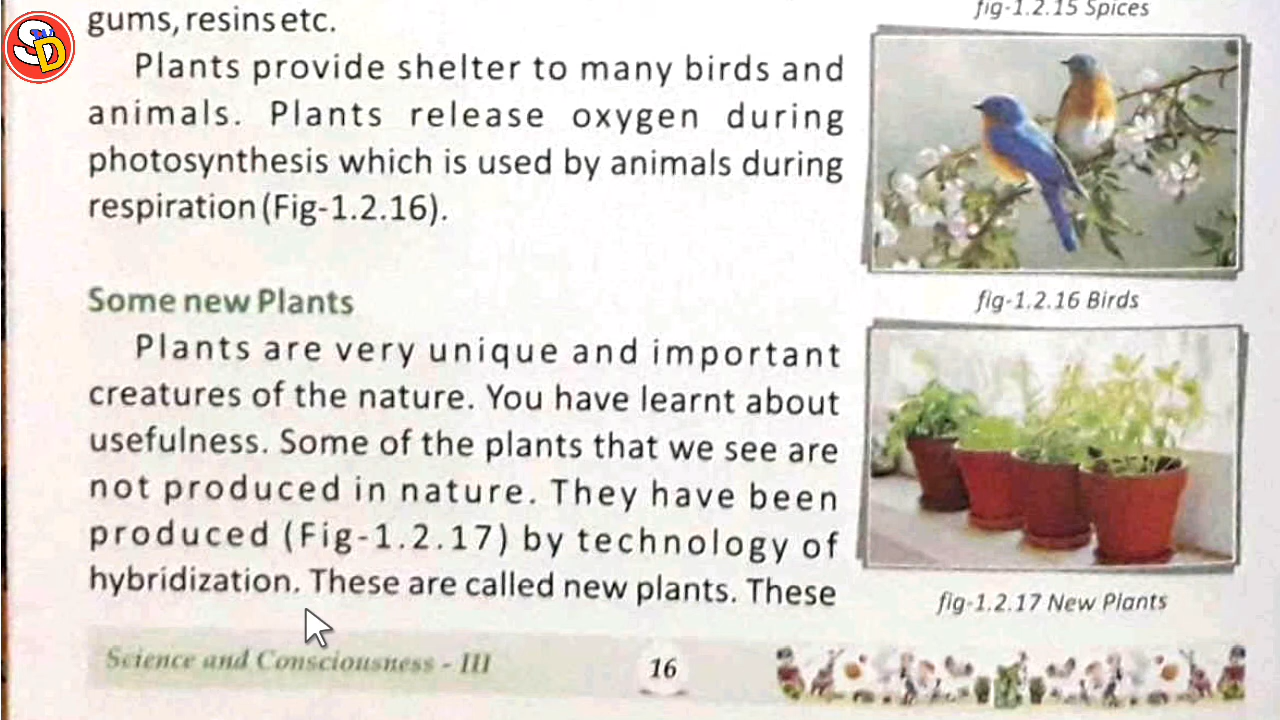 gums, resins etc.
Plants provide shelter to many birds and
animals. Plants release oxygen during
photosynthesis which is used by animals during
respiration (Fig-1.2.16).
Some new Plants
Plants are very unique and important
creatures of the nature. You have learnt about
usefulness. Some of the plants that we see are
not produced in nature. They have been
produced (Fig-1.2.17) by technology of
hybridization. These are called new plants. These
fig-1.2.15 Spices
fig-1.2.16 Birds
fig-1.2.17 New Plants
Science and Consciousness - III
16
SD